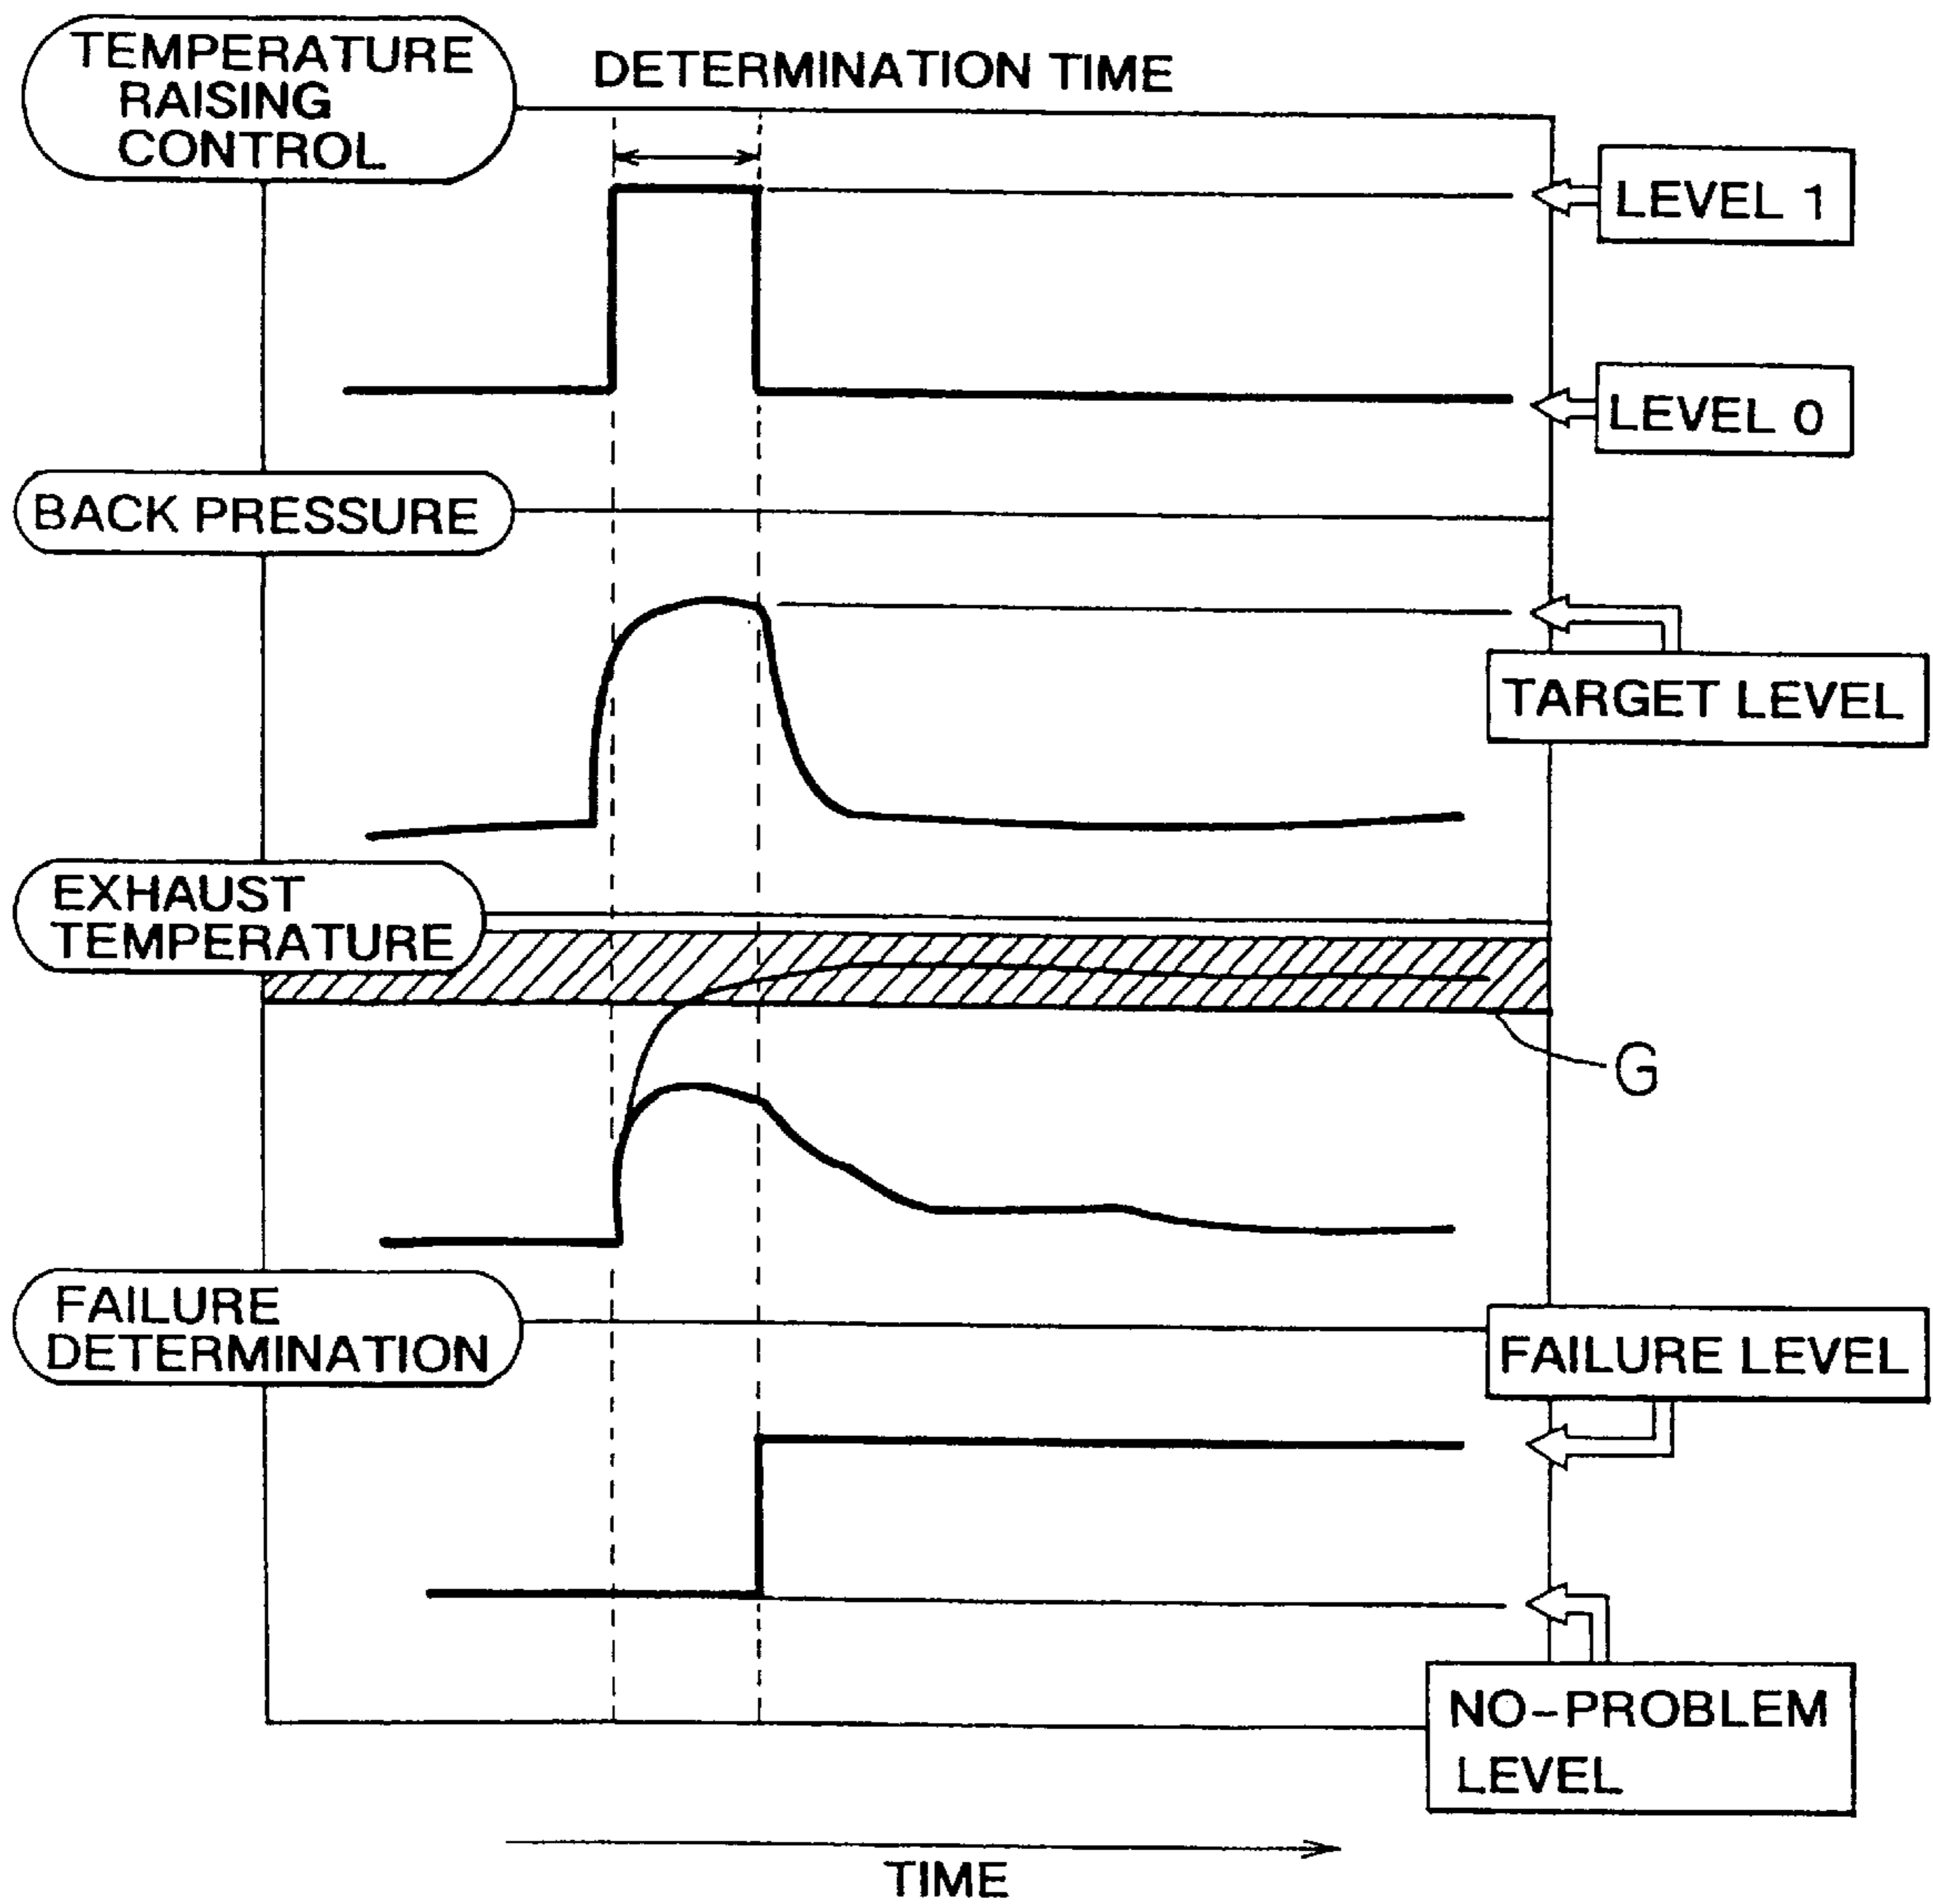 TEMPERATURE
RAISING
CONTROL
DETERMINATION TIME
LEVEL 1
LEVEL 0
BACK PRESSURE
TARGET LEVEL
EXHAUST
TEMPERATURE
G
FAILURE
DETERMINATION
FAILURE LEVEL
NO-PROBLEM
LEVEL
TIME